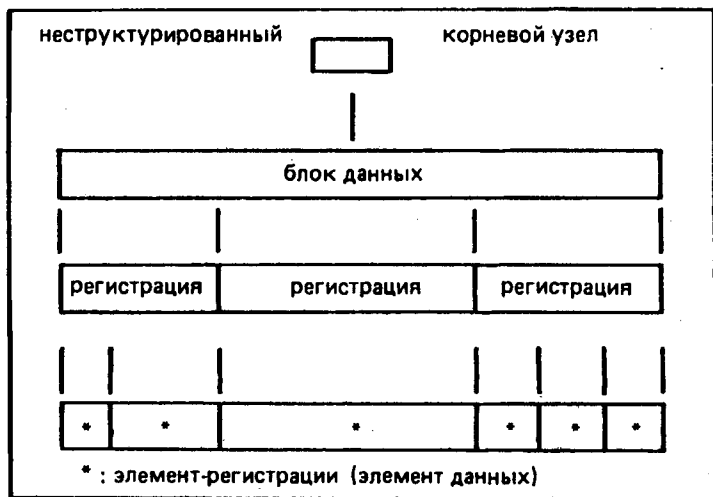 неструктурированный корневой узел
блок данных
регистрация регистрация регистрация
* * * * * *
* : элемент-регистрации (элемент данных)